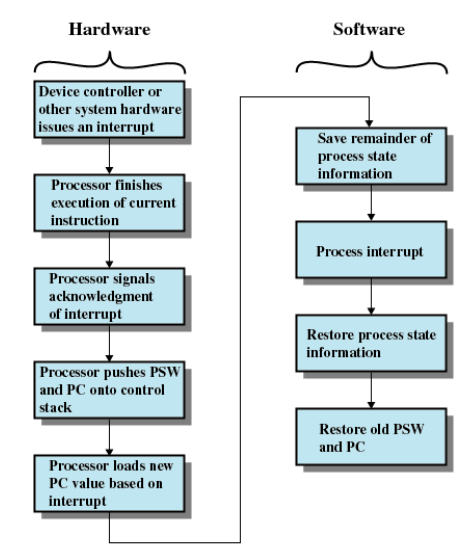 Hardware
Device controller or
other system hardware
issues an interrupt
Processor finishes
execution of current
instruction
Processor signals
acknowledgment
of interrupt
Processor pushes PSW
and PC onto control
stack
Processor loads new
PC value based on
interrupt
Software
Save remainder of
process state
information
Process interrupt
Restore process state
information
Restore old PSW
and PC